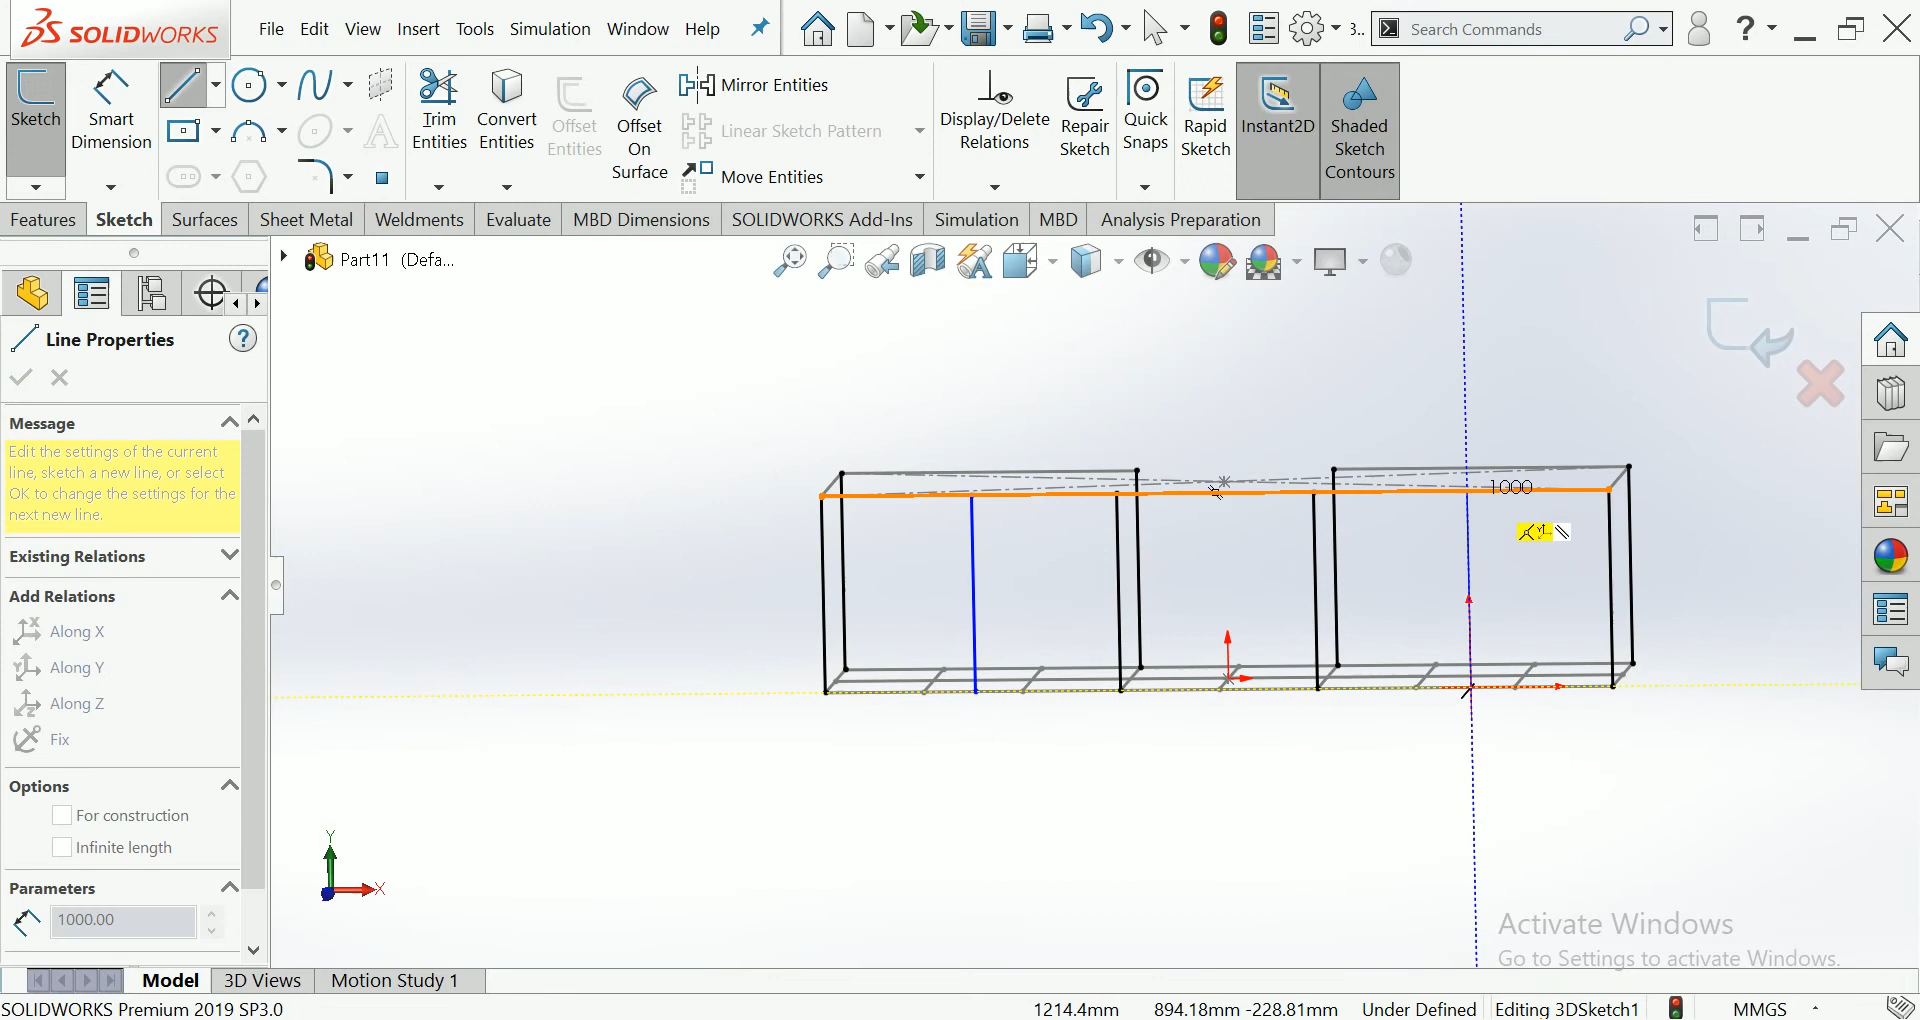 SOLIDWORKS
File Edit View Insert Tools Simulation Window Help
3..
Search Commands
?
Sketch
Smart Dimension
Trim Entities
Convert Entities
Offset Entities
Offset On Surface
Mirror Entities
Linear Sketch Pattern
Move Entities
Display/Delete Relations
Repair Sketch
Quick Snaps
Rapid Sketch
Instant2D
Shaded Sketch Contours
Features Sketch Surfaces Sheet Metal Weldments Evaluate MBD Dimensions SOLIDWORKS Add-Ins Simulation MBD Analysis Preparation
Part11 (Defa...
Line Properties
?
Message
Edit the settings of the current
line, sketch a new line, or select
OK to change the settings for the
next new line.
Existing Relations
Add Relations
Along X
Along Y
Along Z
Fix
Options
For construction
Infinite length
Parameters
1000.00
1000
Y
X
Activate Windows
Go to Settings to activate Windows.
Model 3D Views Motion Study 1
SOLIDWORKS Premium 2019 SP3.0
1214.4mm 894.18mm -228.81mm Under Defined Editing 3DSketch1 MMGS